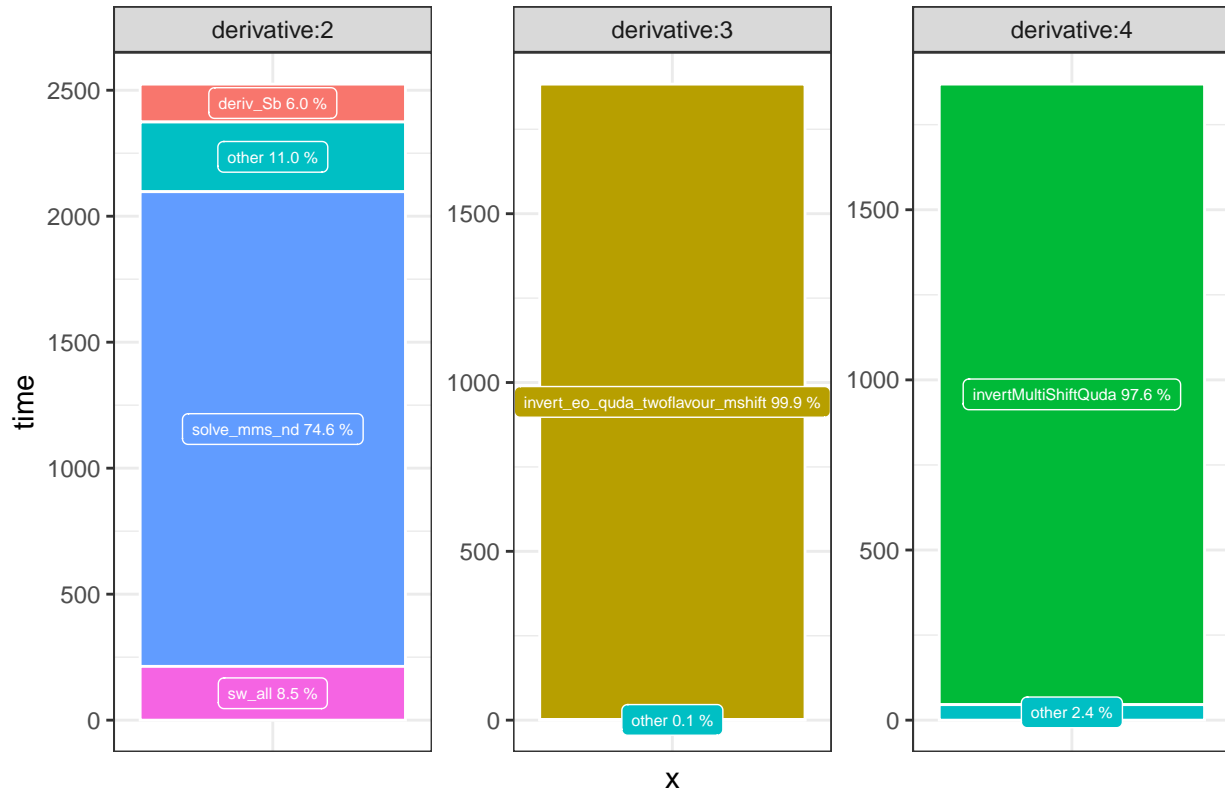 derivative:2
derivative:3
derivative:4
time
2500
2000
1500
1000
500
0
deriv_Sb 6.0 %
other 11.0 %
solve_mms_nd 74.6 %
sw_all 8.5 %
1500
1000
500
0
invert_eo_quda_twoflavour_mshift 99.9 %
other 0.1 %
1500
1000
500
0
invertMultiShiftQuda 97.6 %
other 2.4 %
x